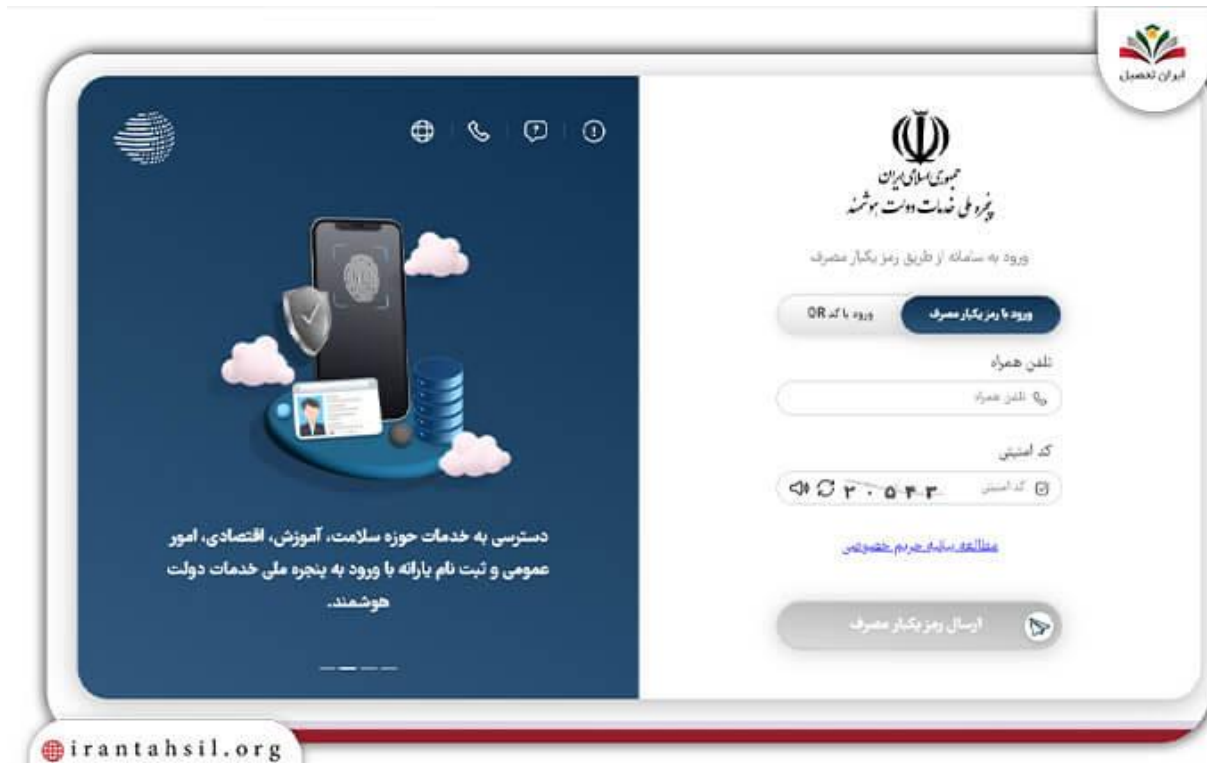 ایران تحصیل
جمهوری اسلامی ایران
پنجره ملی خدمات دولت هوشمند
ورود به سامانه از طریق رمز یکبار مصرف
ورود با رمز یکبار مصرف
ورود با کد QR
تلفن همراه
تلفن همراه
کد امنیتی
کد امنیتی
۲۰۵۴۳
مطالعه بیانیه حریم خصوصی
ارسال رمز یکبار مصرف
دسترسی به خدمات حوزه سلامت، آموزش، اقتصادی، امور
عمومی و ثبت نام یارانه با ورود به پنجره ملی خدمات دولت
هوشمند.
irantahsil.org